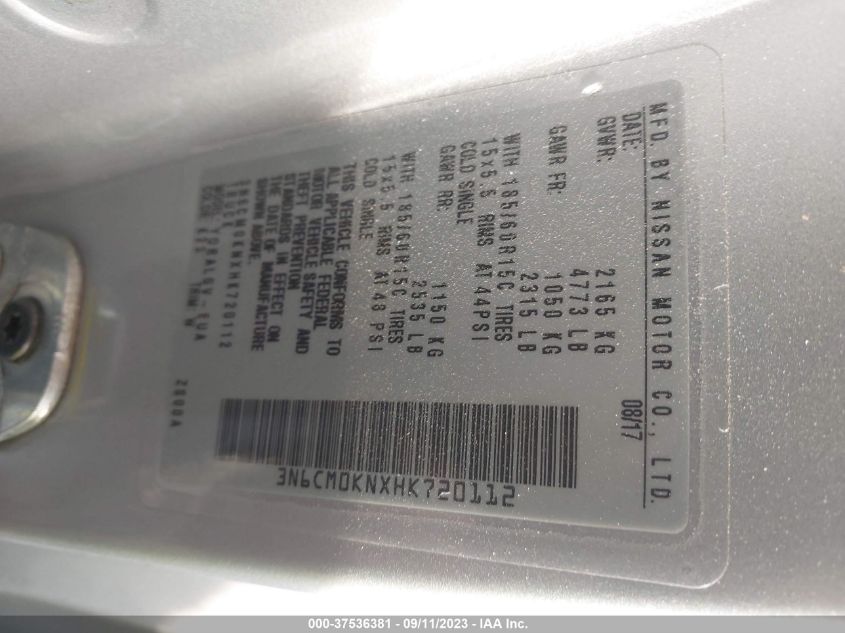 MFD. BY NISSAN MOTOR CO., LTD.
DATE: 08/17
GVWR: 2165 KG
4773 LB
GAWR FR: 1050 KG
2315 LB
WITH 185/60R15C TIRES
15x5.5 RIMS AT 44PSI
COLD SINGLE
GAWR RR: 1150 KG
2535 LB
WITH 185/60R15C TIRES
15x5.5 RIMS AT 48 PSI
COLD SINGLE
THIS VEHICLE CONFORMS TO
ALL APPLICABLE FEDERAL
MOTOR VEHICLE SAFETY AND
THEFT PREVENTION
STANDARDS IN EFFECT ON
THE DATE OF MANUFACTURE
SHOWN ABOVE.
3N6CM0KNXHK720112
TRUCK
MODEL
COLOR TRIM
2800A
3N6CM0KNXHK720112
000-37536381 - 09/11/2023 - IAA Inc.